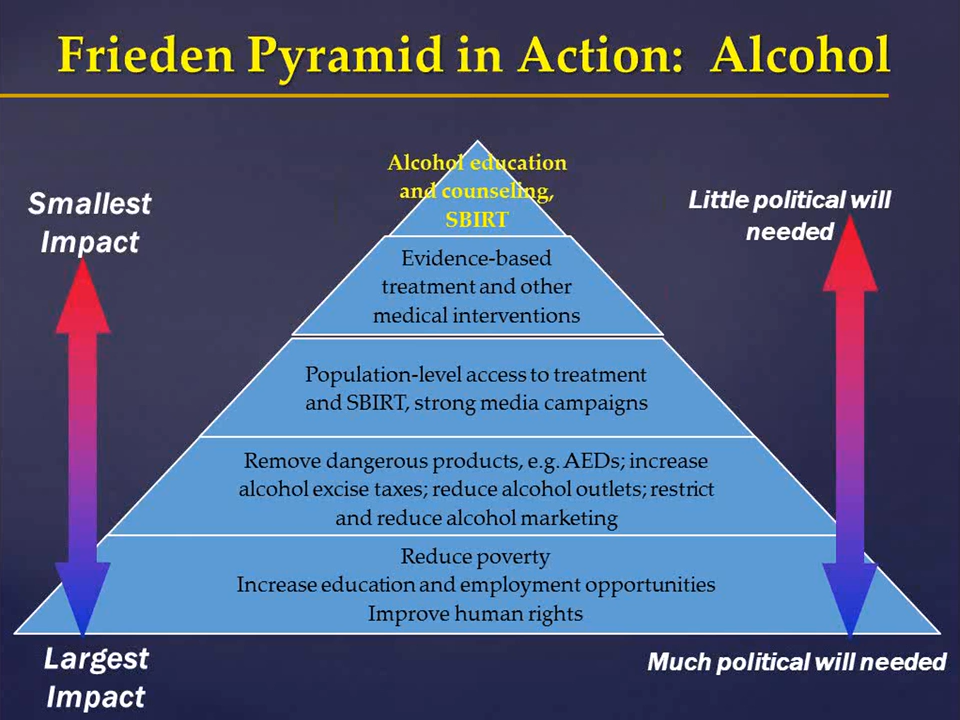 Frieden Pyramid in Action:  Alcohol
Smallest
Impact
Alcohol education
and counseling,
SBIRT
Little political will
needed
Evidence-based
treatment and other
medical interventions
Population-level access to treatment
and SBIRT, strong media campaigns
Remove dangerous products, e.g. AEDs; increase
alcohol excise taxes; reduce alcohol outlets; restrict
and reduce alcohol marketing
Reduce poverty
Increase education and employment opportunities
Improve human rights
Largest
Impact
Much political will needed